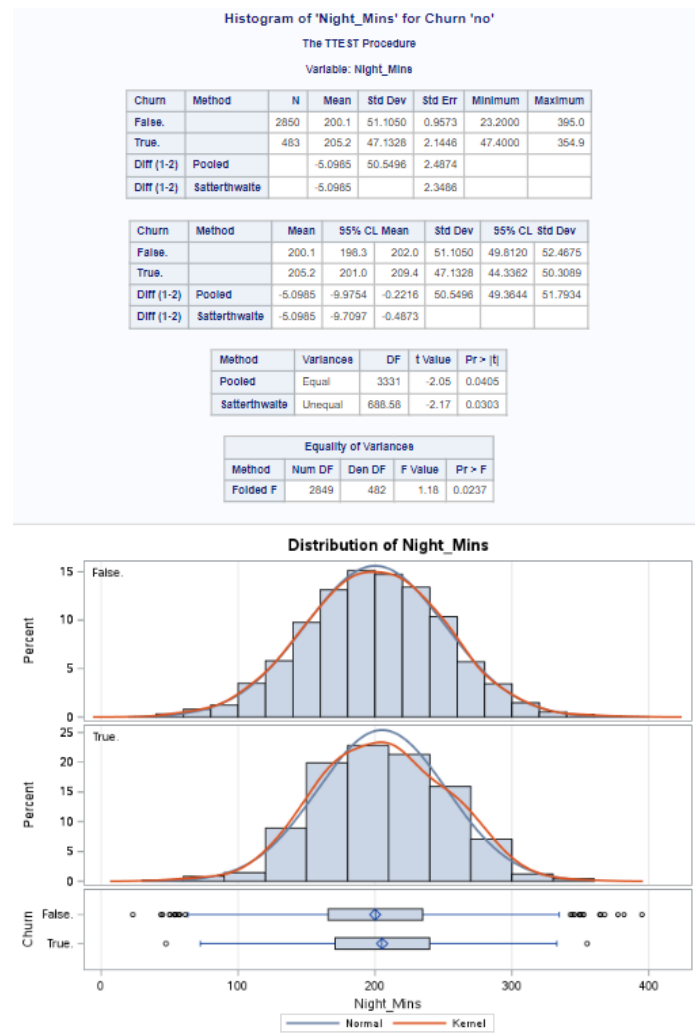 Histogram of 'Night_Mins' for Churn 'no'
The TTEST Procedure
Variable: Night_Mins
Churn Method N Mean Std Dev Std Err Minimum Maximum
False. 2850 200.1 51.1050 0.9573 23.2000 395.0
True. 483 205.2 47.1328 2.1446 47.4000 354.9
Diff (1-2) Pooled -5.0985 50.5496 2.4874
Diff (1-2) Satterthwaite -5.0985 2.3486
Churn Method Mean 95% CL Mean Std Dev 95% CL Std Dev
False. 200.1 198.3 202.0 51.1050 49.8120 52.4675
True. 205.2 201.0 209.4 47.1328 44.3362 50.3089
Diff (1-2) Pooled -5.0985 -9.9754 -0.2216 50.5496 49.3644 51.7934
Diff (1-2) Satterthwaite -5.0985 -9.7097 -0.4873
Method Variances DF t Value Pr > |t|
Pooled Equal 3331 -2.05 0.0405
Satterthwaite Unequal 688.58 -2.17 0.0303
Equality of Variances
Method Num DF Den DF F Value Pr > F
Folded F 2849 482 1.18 0.0237
Distribution of Night_Mins
False.
15
10
5
0
Percent
True.
25
20
15
10
5
0
Percent
Churn
False.
True.
0 100 200 300 400
Night_Mins
Normal Kernel